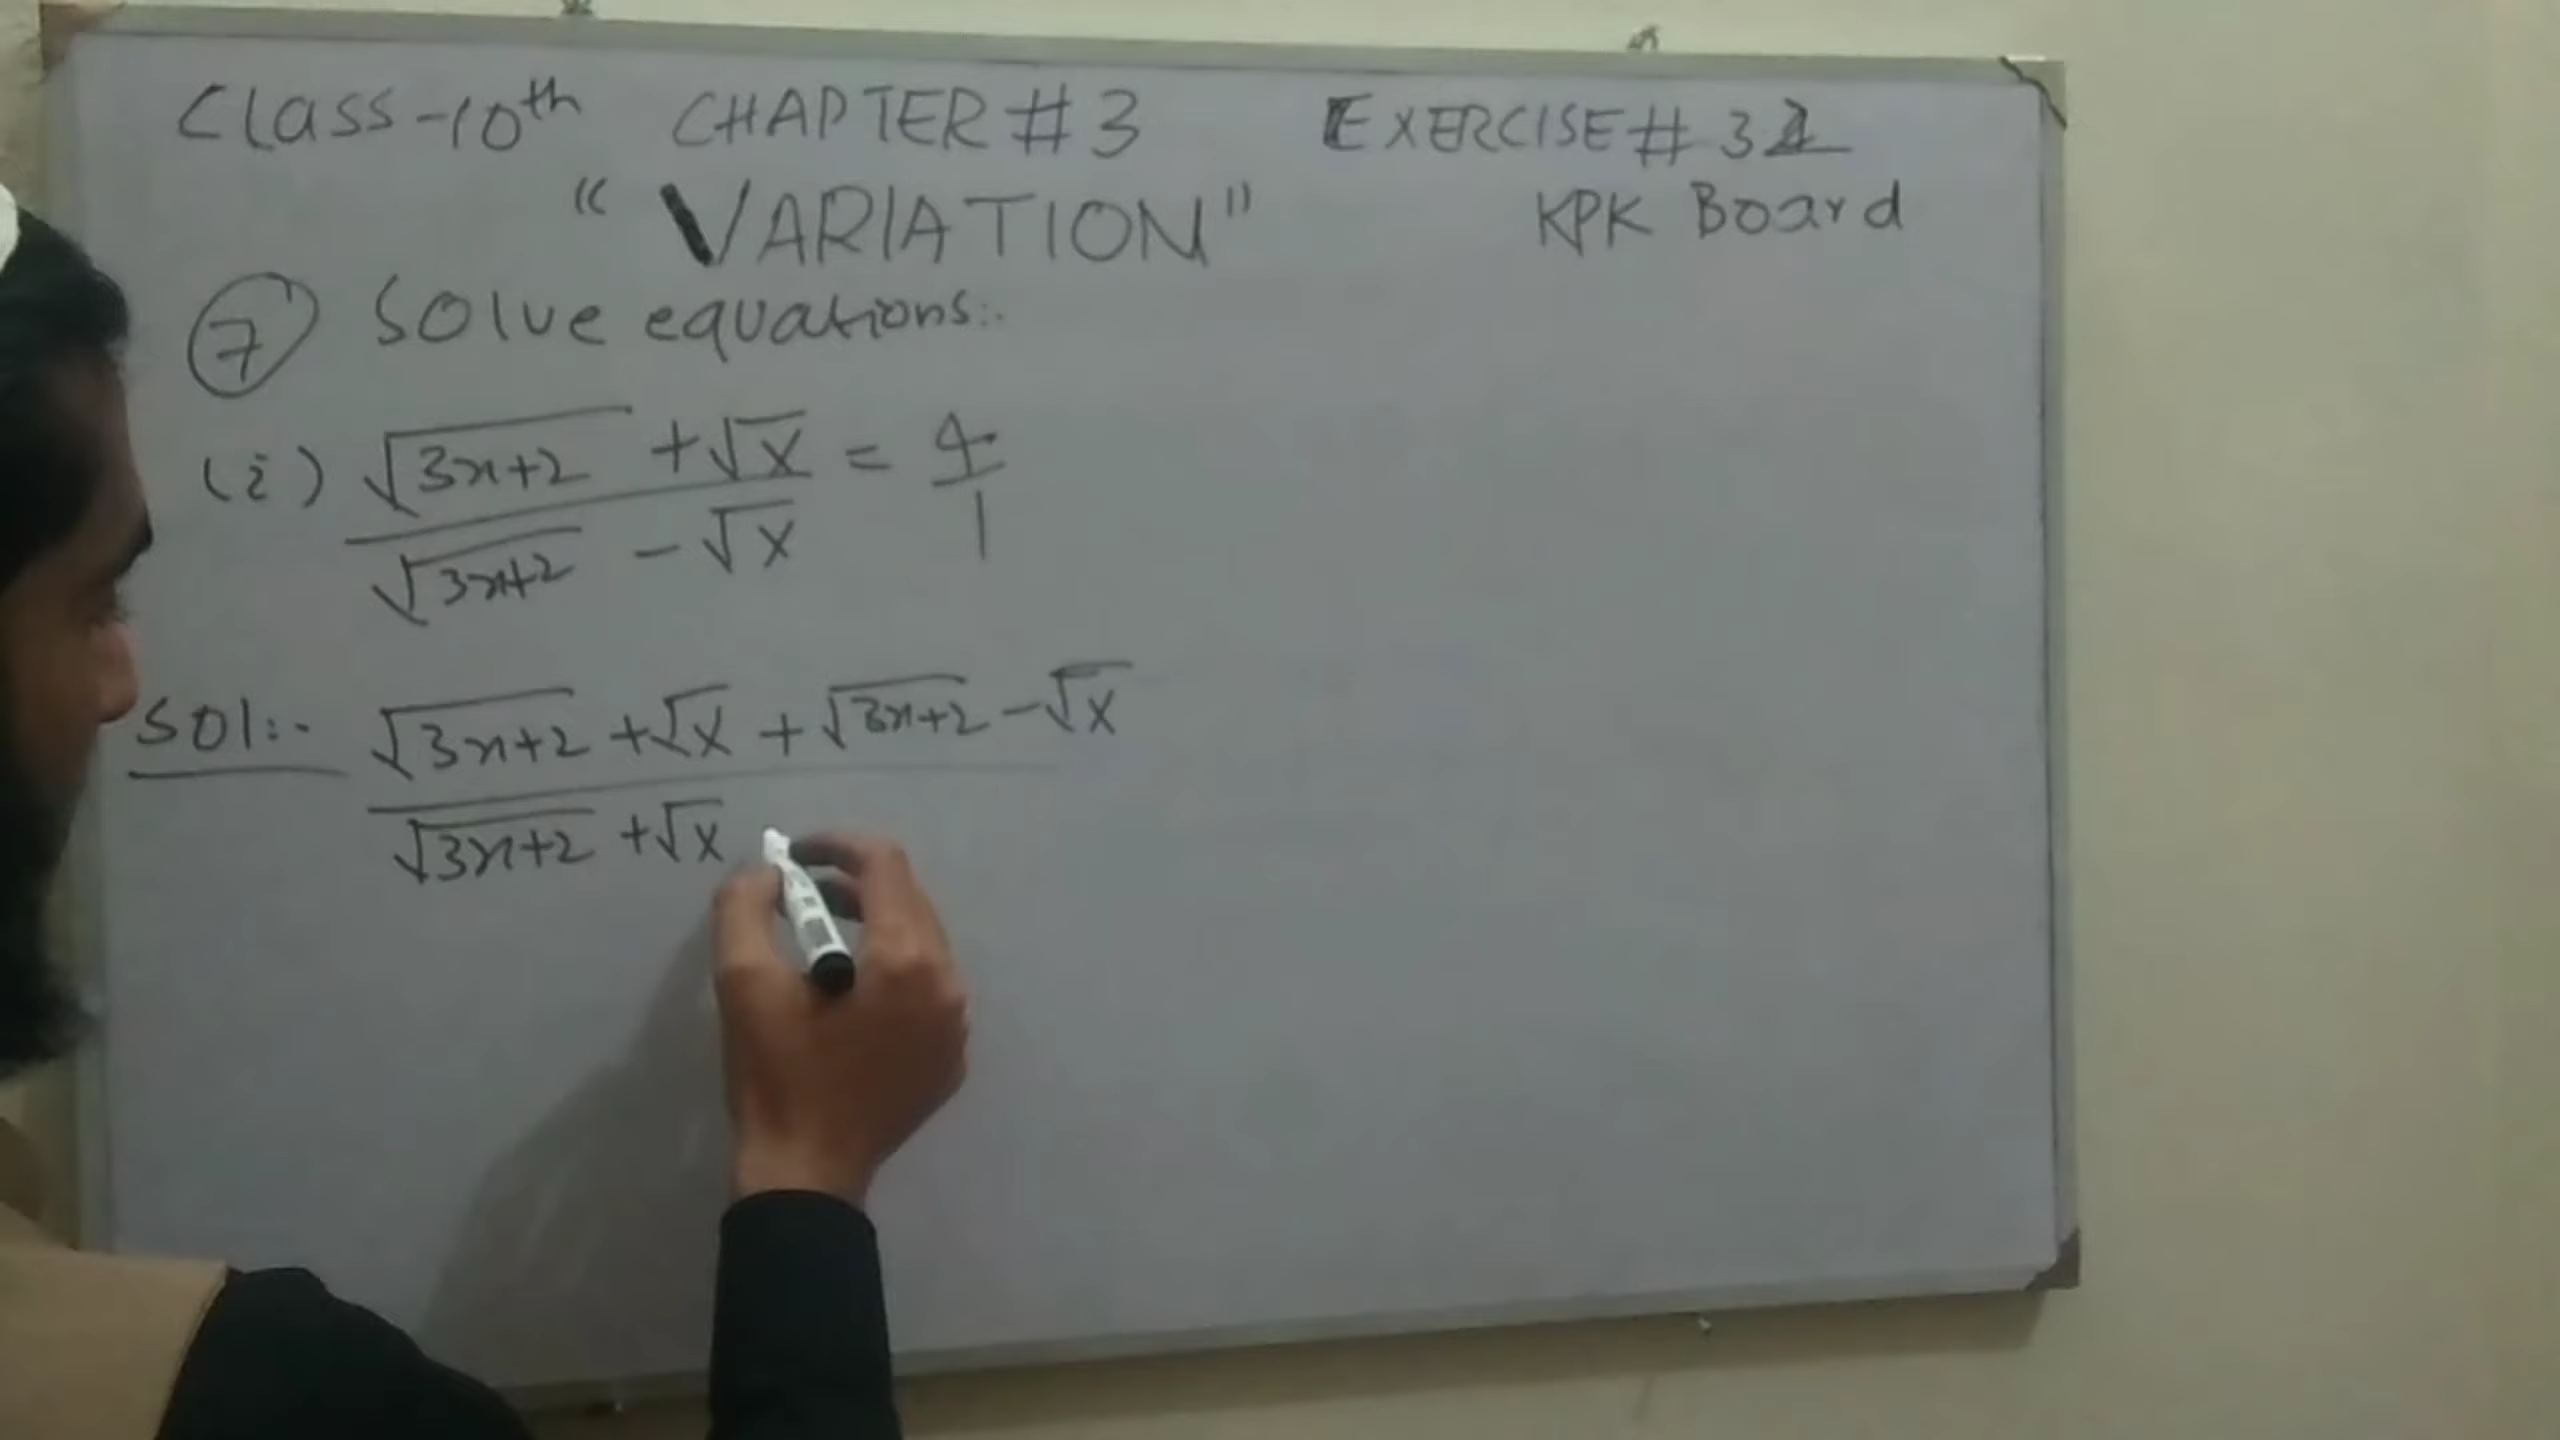 Class-10th CHAPTER # 3 EXERCISE # 3.2
"VARIATION" KPK Board
7 Solve equations:.
(i) √3x+2 + √x = 4
√3x+2 - √x 1
Sol:- √3x+2 + √x + √3x+2 - √x
√3x+2 + √x